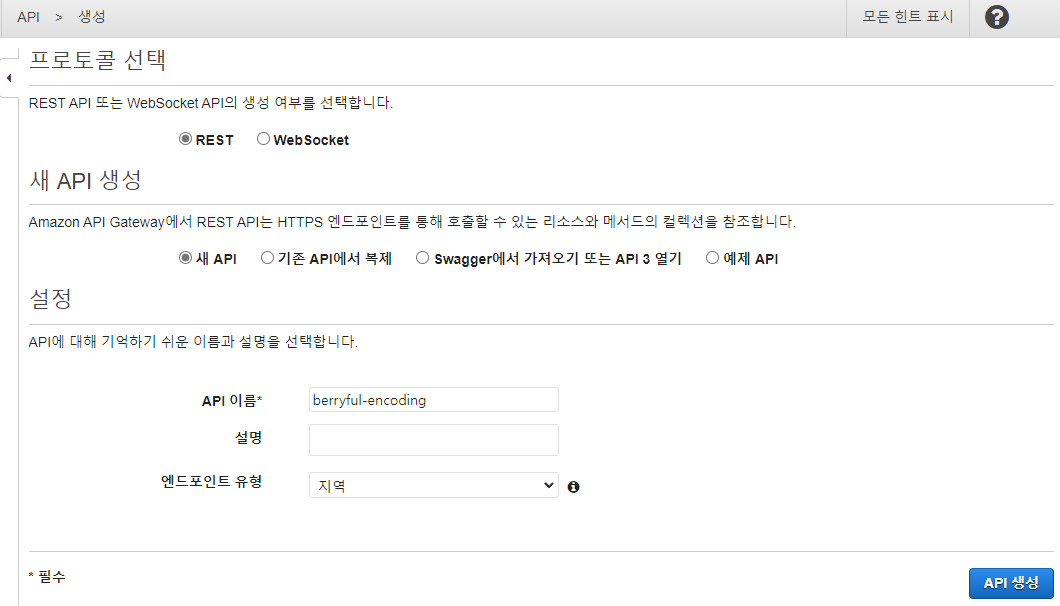 API > 생성 모든 힌트 표시 ?
프로토콜 선택
REST API 또는 WebSocket API의 생성 여부를 선택합니다.
REST WebSocket
새 API 생성
Amazon API Gateway에서 REST API는 HTTPS 엔드포인트를 통해 호출할 수 있는 리소스와 메서드의 컬렉션을 참조합니다.
새 API 기존 API에서 복제 Swagger에서 가져오기 또는 API 3 열기 예제 API
설정
API에 대해 기억하기 쉬운 이름과 설명을 선택합니다.
API 이름* berryful-encoding
설명
엔드포인트 유형 지역
* 필수 API 생성